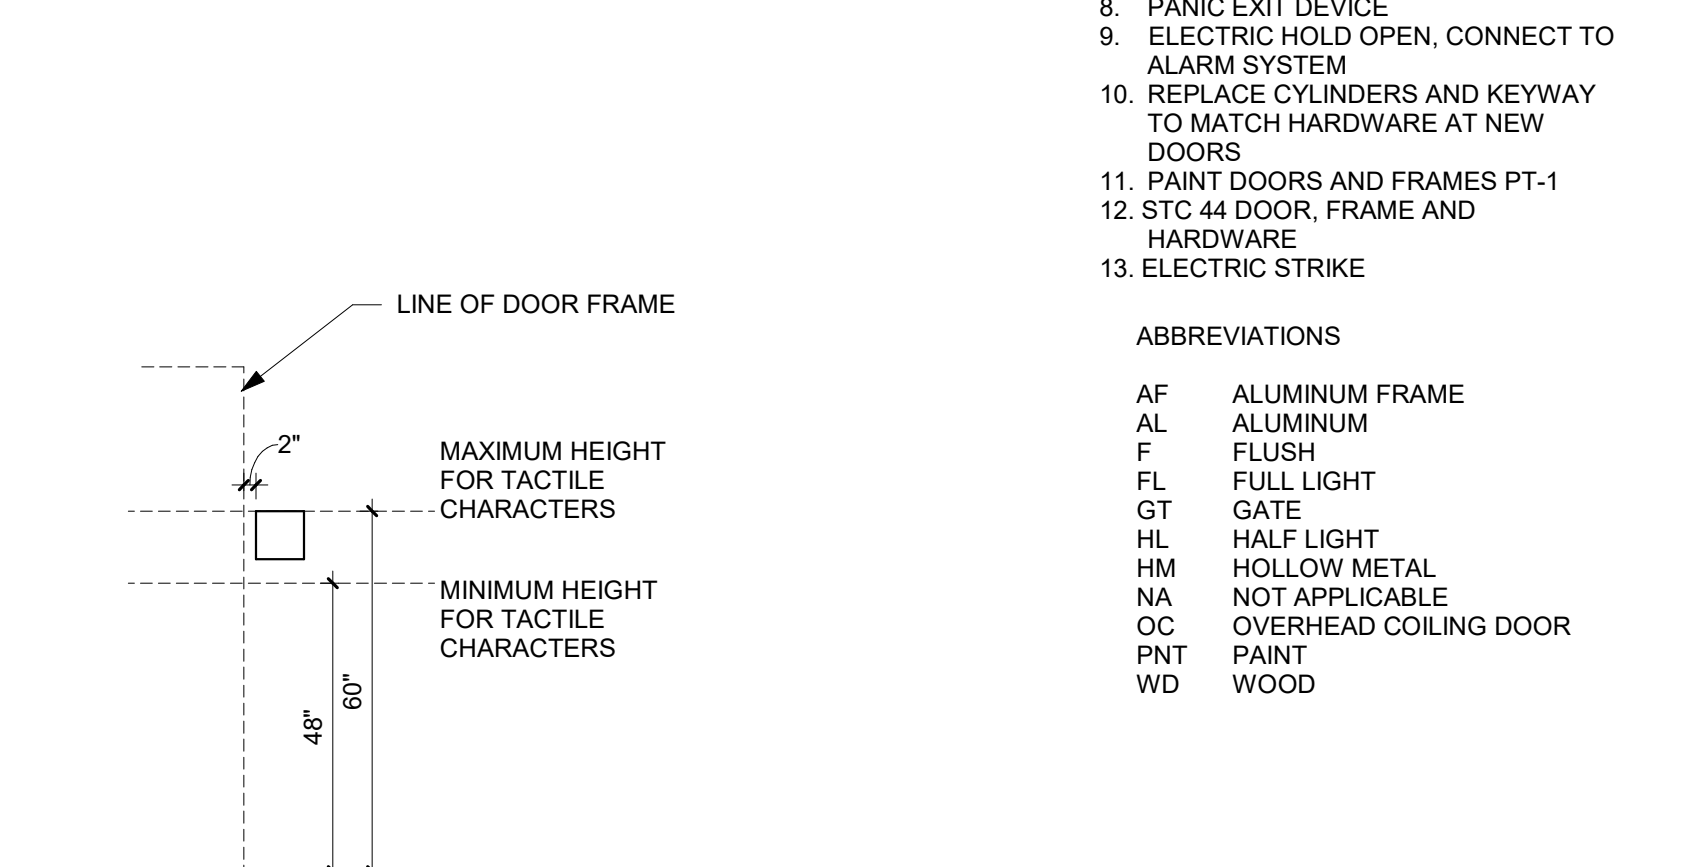 8. PANIC EXIT DEVICE
9. ELECTRIC HOLD OPEN, CONNECT TO
ALARM SYSTEM
10. REPLACE CYLINDERS AND KEYWAY
TO MATCH HARDWARE AT NEW
DOORS
11. PAINT DOORS AND FRAMES PT-1
12. STC 44 DOOR, FRAME AND
HARDWARE
13. ELECTRIC STRIKE
LINE OF DOOR FRAME
2"
MAXIMUM HEIGHT
FOR TACTILE
CHARACTERS
MINIMUM HEIGHT
FOR TACTILE
CHARACTERS
48"
60"
ABBREVIATIONS
AF ALUMINUM FRAME
AL ALUMINUM
F FLUSH
FL FULL LIGHT
GT GATE
HL HALF LIGHT
HM HOLLOW METAL
NA NOT APPLICABLE
OC OVERHEAD COILING DOOR
PNT PAINT
WD WOOD